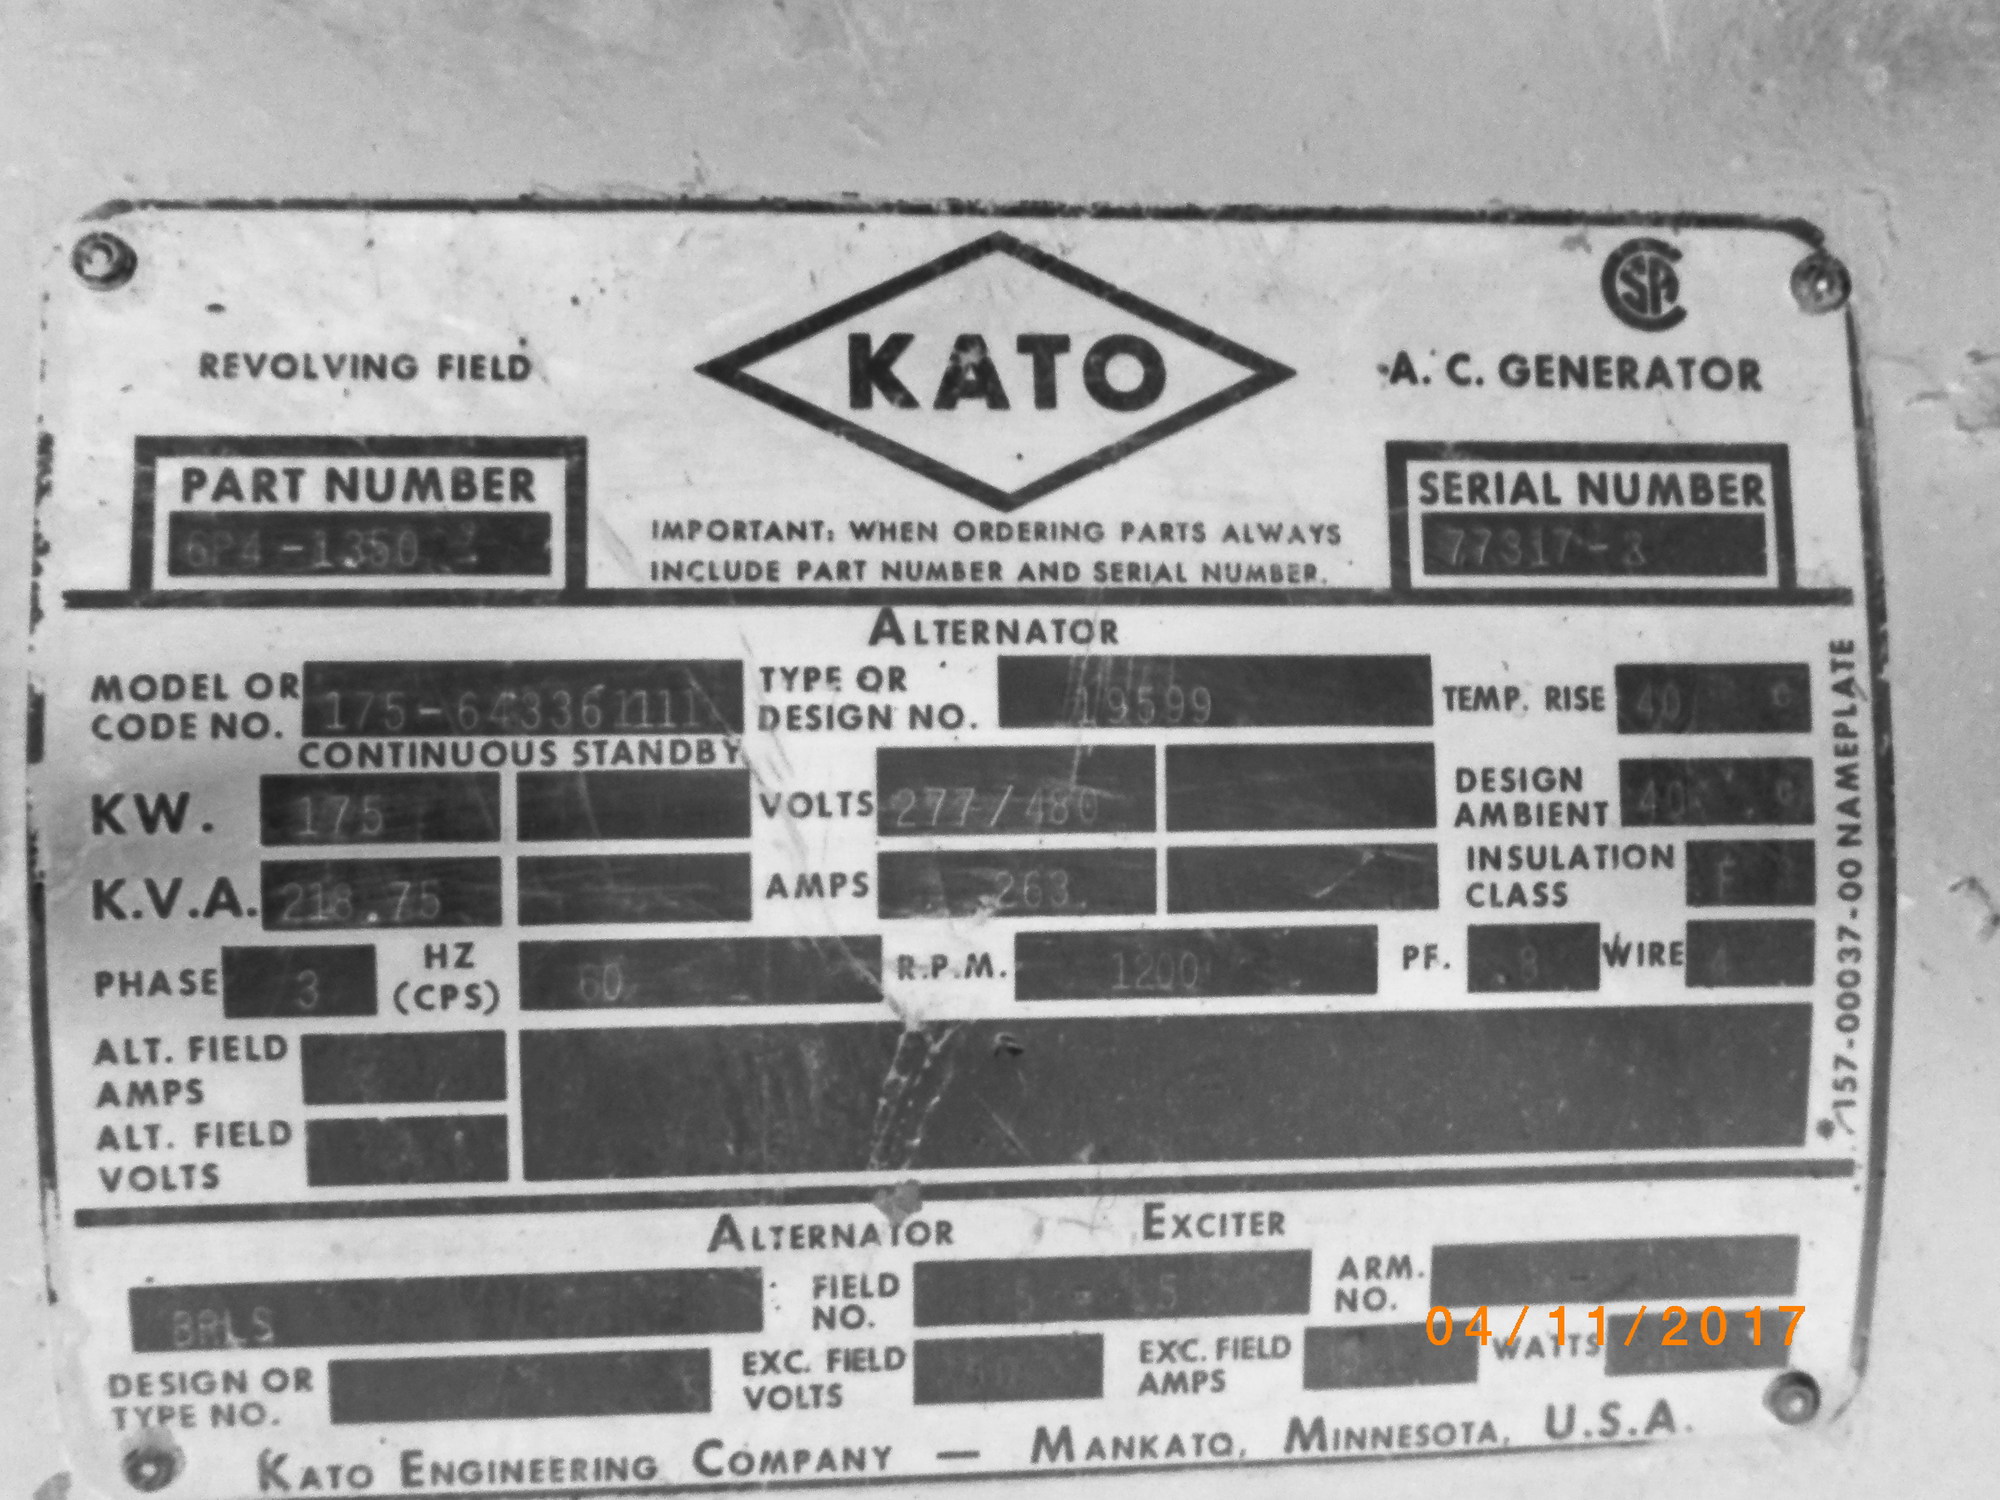 CSA
KATO
REVOLVING FIELD
A. C. GENERATOR
PART NUMBER
6P4-1350
SERIAL NUMBER
77317-3
IMPORTANT: WHEN ORDERING PARTS ALWAYS
INCLUDE PART NUMBER AND SERIAL NUMBER.
ALTERNATOR
MODEL OR CODE NO. 175-643361111
TYPE OR DESIGN NO. 19599
TEMP. RISE 40 C
CONTINUOUS STANDBY
KW. 175
VOLTS 277/480
DESIGN AMBIENT 40 C
K.V.A. 218.75
AMPS 263
INSULATION CLASS F
PHASE 3
HZ (CPS) 60
R.P.M. 1200
PF. .8
WIRE 4
ALT. FIELD AMPS
ALT. FIELD VOLTS
157-00037-00 NAMEPLATE
ALTERNATOR EXCITER
BRLS
FIELD NO.
ARM. NO.
DESIGN OR TYPE NO.
EXC. FIELD VOLTS
EXC. FIELD AMPS
WATTS
04/11/2017
KATO ENGINEERING COMPANY — MANKATO, MINNESOTA, U.S.A.